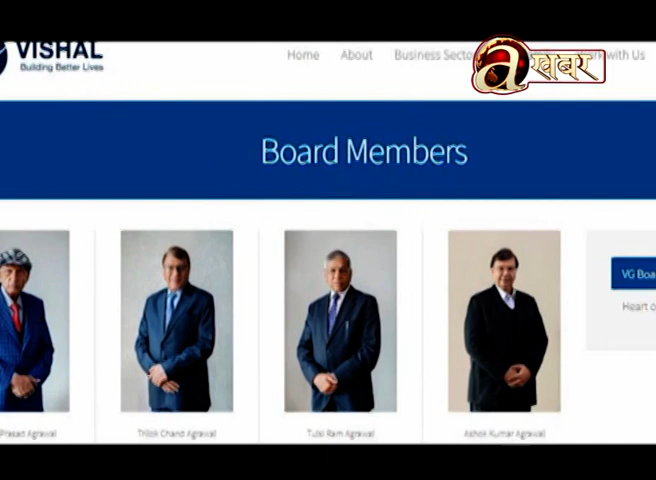 VISHAL
Building Better Lives
Home About Business Secto
Work with Us
a खबर
Board Members
VG Boa
Heart o
Prasad Agrawal
Trilok Chand Agrawal
Tulsi Ram Agrawal
Ashok Kumar Agrawal